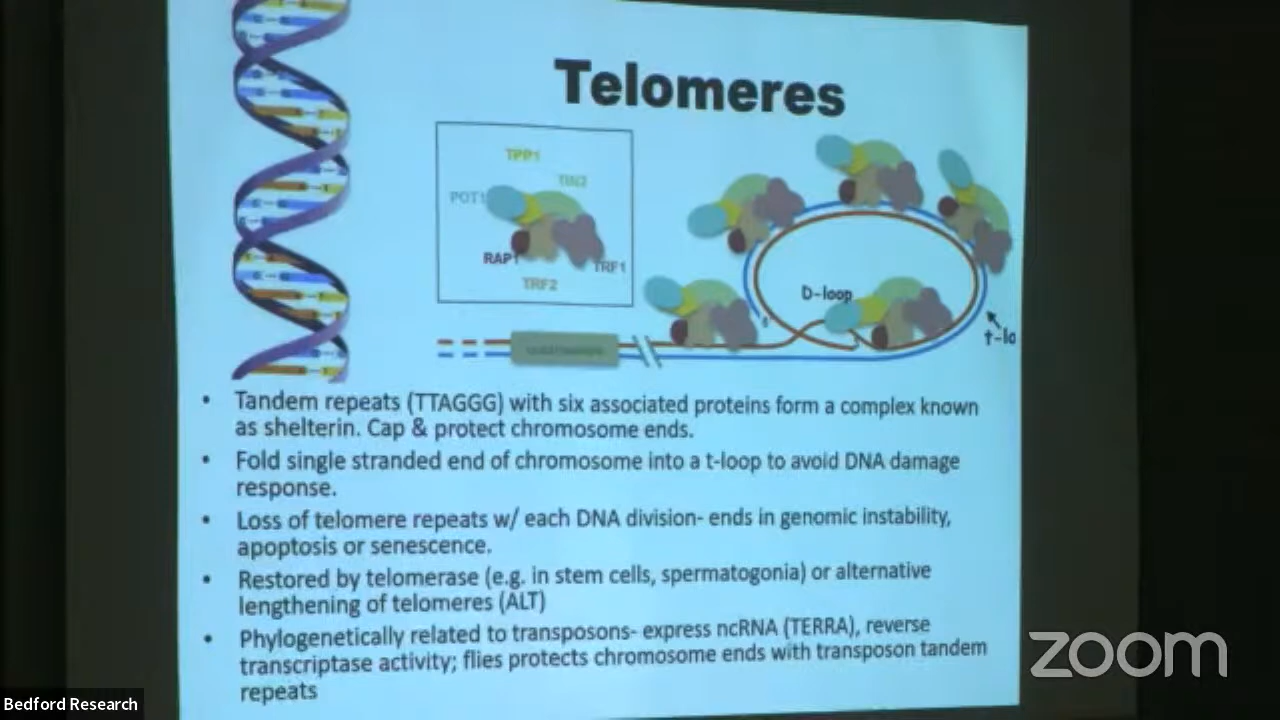 Telomeres
TPP1
TIN2
POT1
RAP1
TRF1
TRF2
D-loop
• Tandem repeats (TTAGGG) with six associated proteins form a complex known
as shelterin. Cap & protect chromosome ends.
• Fold single stranded end of chromosome into a t-loop to avoid DNA damage
response.
• Loss of telomere repeats w/ each DNA division- ends in genomic instability,
apoptosis or senescence.
• Restored by telomerase (e.g. in stem cells, spermatogonia) or alternative
lengthening of telomeres (ALT)
• Phylogenetically related to transposons- express ncRNA (TERRA), reverse
transcriptase activity; flies protects chromosome ends with transposon tandem
repeats
zoom
Bedford Research